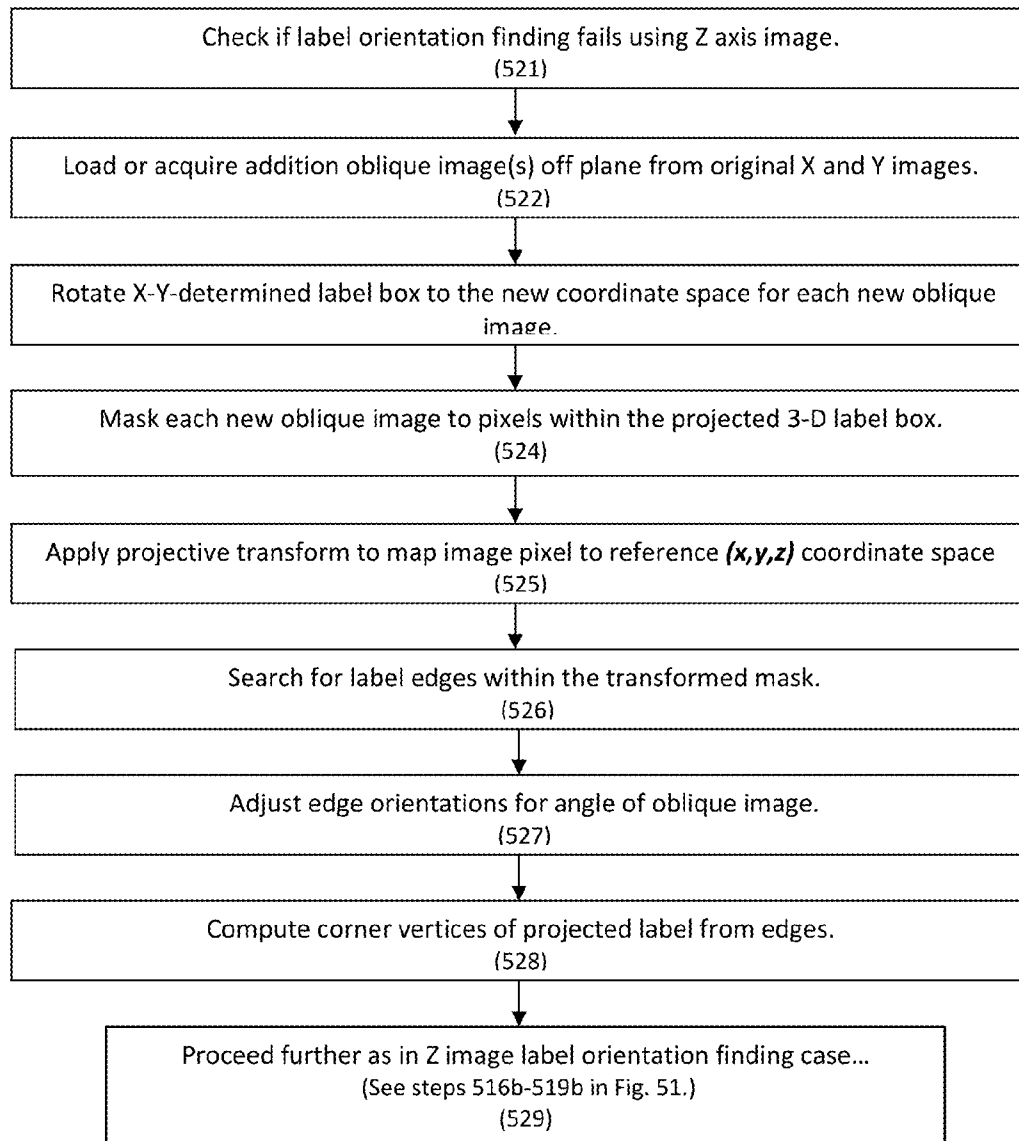 Check if label orientation finding fails using Z axis image.
(521)
Load or acquire addition oblique image(s) off plane from original X and Y images.
(522)
Rotate X-Y-determined label box to the new coordinate space for each new oblique
image.
Mask each new oblique image to pixels within the projected 3-D label box.
(524)
Apply projective transform to map image pixel to reference (x,y,z) coordinate space
(525)
Search for label edges within the transformed mask.
(526)
Adjust edge orientations for angle of oblique image.
(527)
Compute corner vertices of projected label from edges.
(528)
Proceed further as in Z image label orientation finding case...
(See steps 516b-519b in Fig. 51.)
(529)